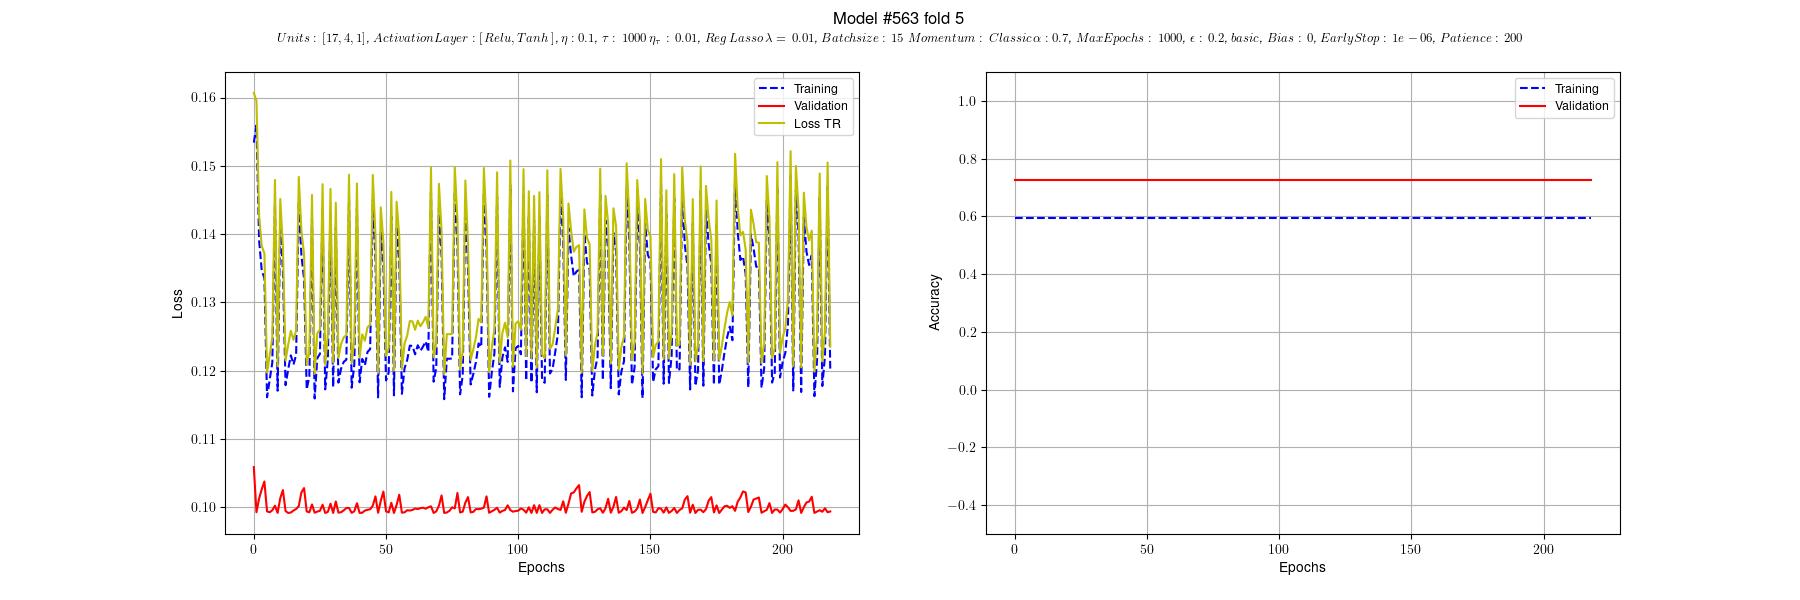 Model #563 fold 5
Units : [17, 4, 1], ActivationLayer : [Relu, Tanh], η : 0.1, τ : 1000 η_τ : 0.01, Reg Lasso λ = 0.01, Batchsize : 15 Momentum : Classic α : 0.7, MaxEpochs : 1000, ϵ : 0.2, basic, Bias : 0, EarlyStop : 1e − 06, Patience : 200
Loss
0.16
0.15
0.14
0.13
0.12
0.11
0.10
Training
Validation
Loss TR
0 50 100 150 200
Epochs
Accuracy
1.0
0.8
0.6
0.4
0.2
0.0
−0.2
−0.4
Training
Validation
0 50 100 150 200
Epochs